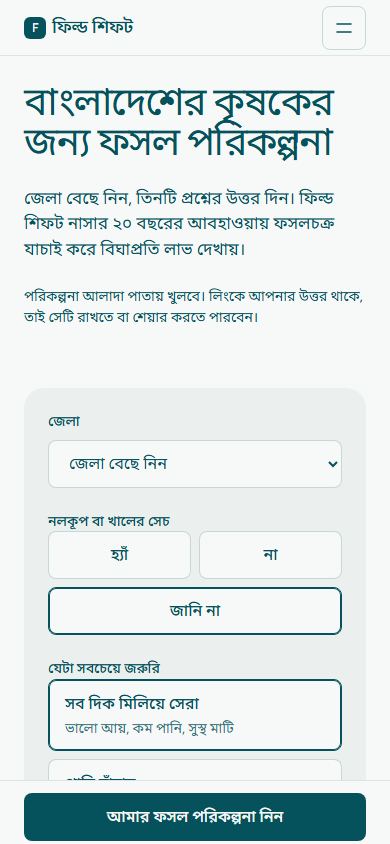 F ফিল্ড শিফট
বাংলাদেশের কৃষকের
জন্য ফসল পরিকল্পনা
জেলা বেছে নিন, তিনটি প্রশ্নের উত্তর দিন। ফিল্ড
শিফট নাসার ২০ বছরের আবহাওয়ায় ফসলচক্র
যাচাই করে বিঘাপ্রতি লাভ দেখায়।
পরিকল্পনা আলাদা পাতায় খুলবে। লিংকে আপনার উত্তর থাকে,
তাই সেটি রাখতে বা শেয়ার করতে পারবেন।
জেলা
জেলা বেছে নিন
নলকূপ বা খালের সেচ
হ্যাঁ
না
জানি না
যেটা সবচেয়ে জরুরি
সব দিক মিলিয়ে সেরা
ভালো আয়, কম পানি, সুস্থ মাটি
আমার ফসল পরিকল্পনা নিন